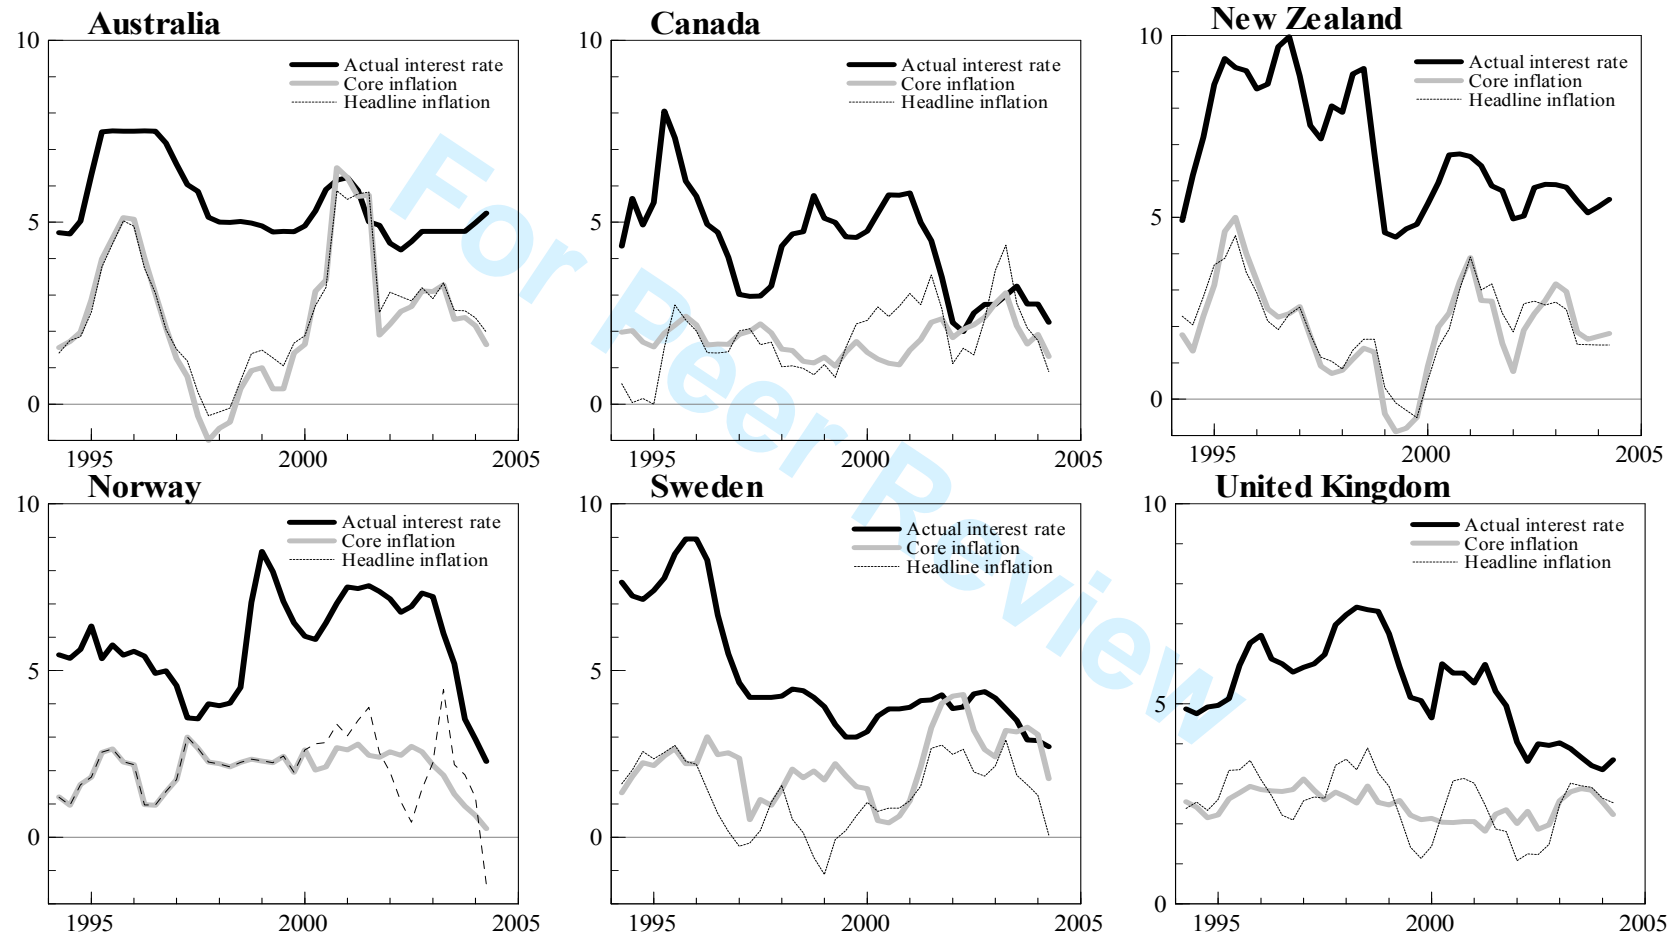 Australia
10
5
0
1995
2000
2005
Actual interest rate
Core inflation
Headline inflation
Canada
10
5
0
1995
2000
2005
Actual interest rate
Core inflation
Headline inflation
New Zealand
10
5
0
1995
2000
2005
Actual interest rate
Core inflation
Headline inflation
Norway
10
5
0
1995
2000
2005
Actual interest rate
Core inflation
Headline inflation
Sweden
10
5
0
1995
2000
2005
Actual interest rate
Core inflation
Headline inflation
United Kingdom
10
5
0
1995
2000
2005
Actual interest rate
Core inflation
Headline inflation
For Peer Review